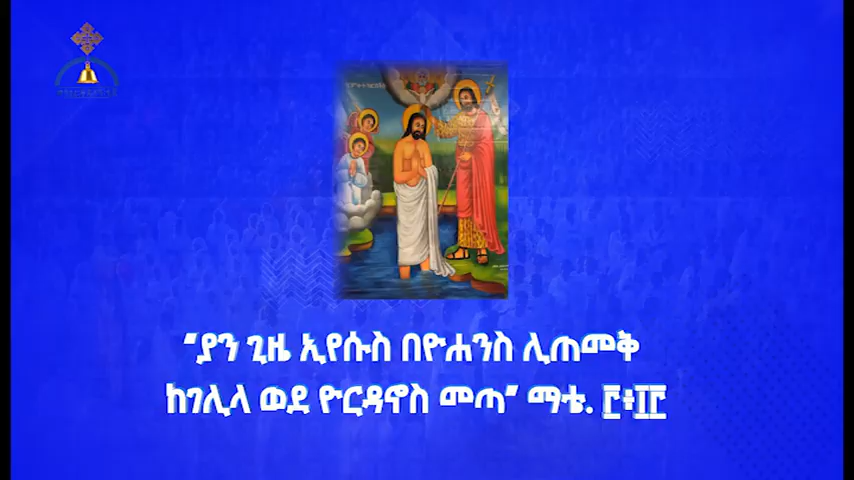 “ያን ጊዜ ኢየሱስ በዮሐንስ ሊጠመቅ
ከገሊላ ወደ ዮርዳኖስ መጣ” ማቴ. ፫፥፲፫